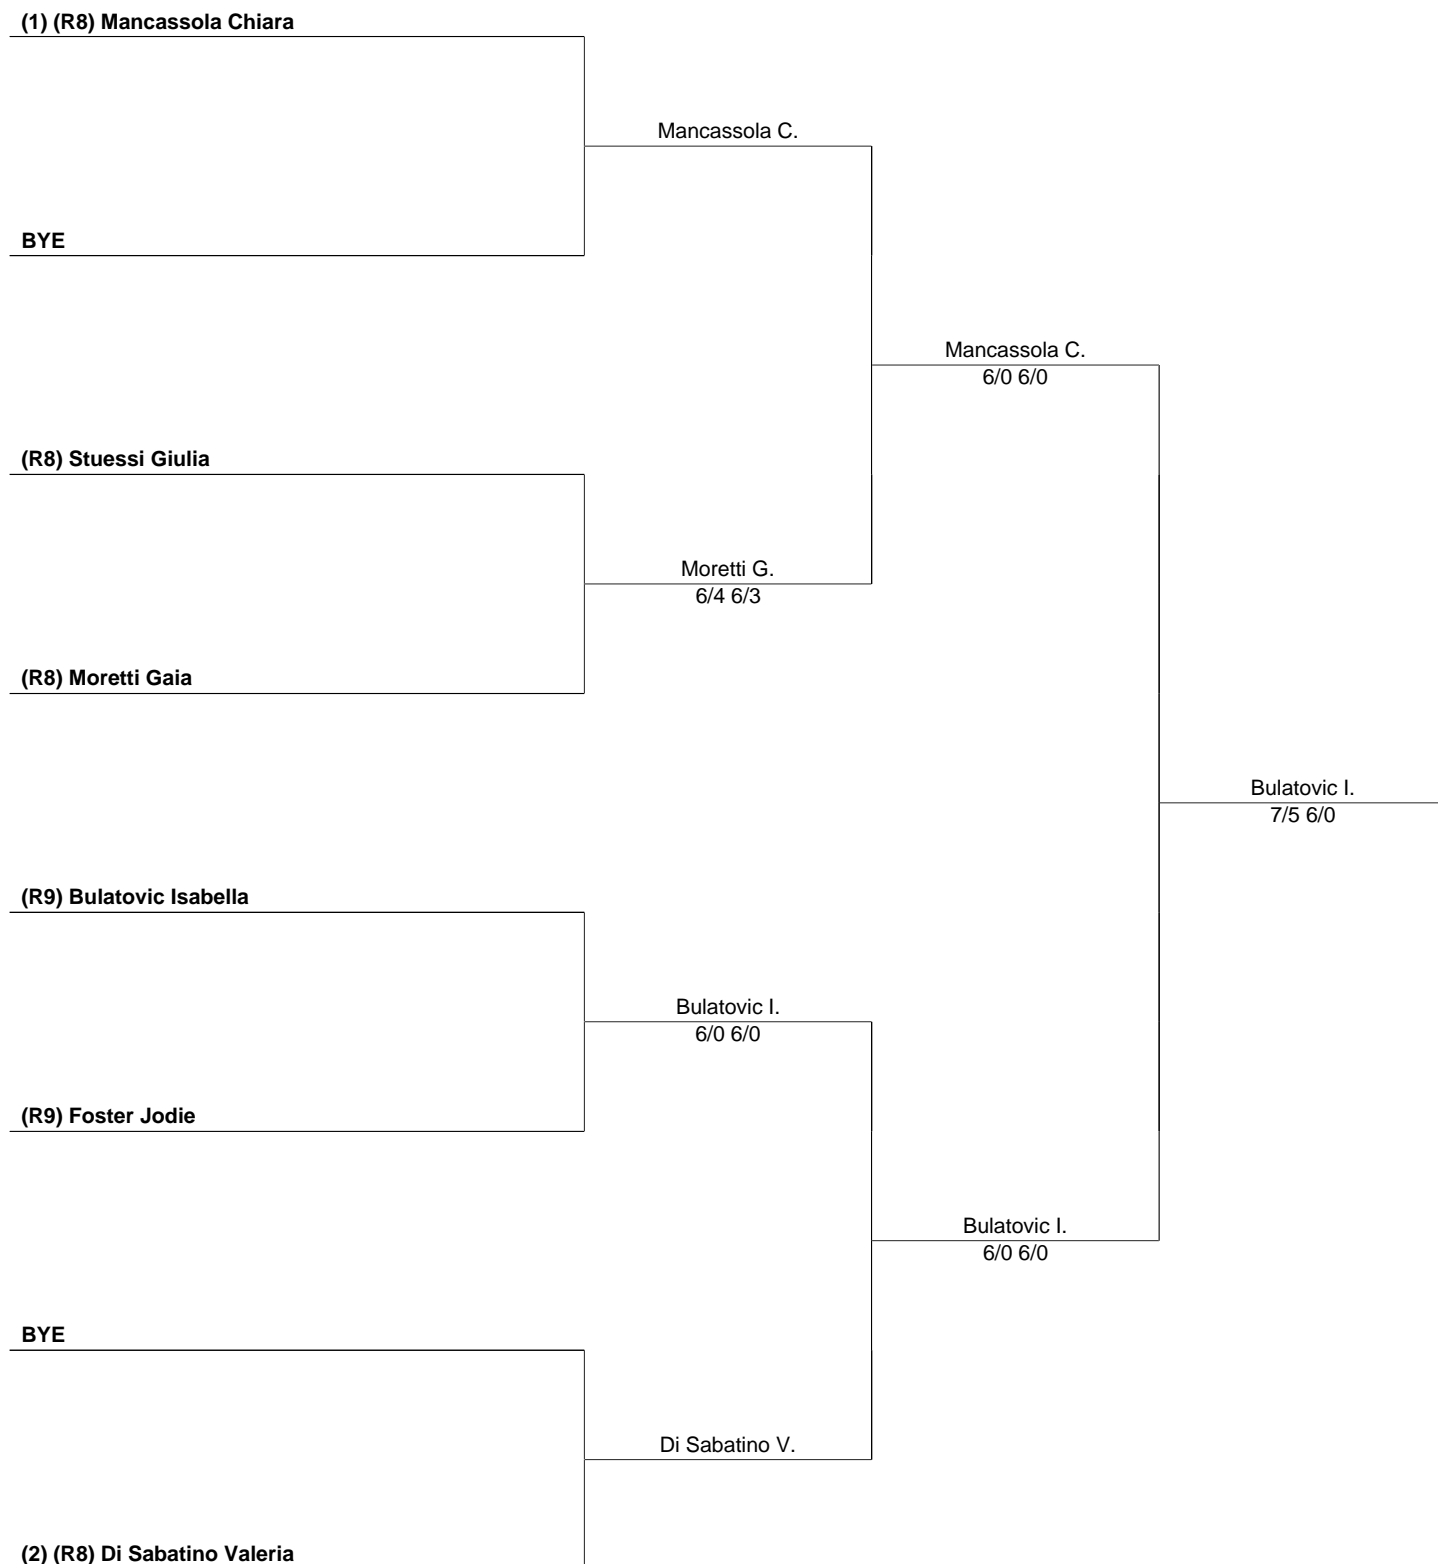 (1) (R8) Mancassola Chiara
Mancassola C.
BYE
Mancassola C.
6/0 6/0
(R8) Stuessi Giulia
Moretti G.
6/4 6/3
(R8) Moretti Gaia
Bulatovic I.
7/5 6/0
(R9) Bulatovic Isabella
Bulatovic I.
6/0 6/0
(R9) Foster Jodie
Bulatovic I.
6/0 6/0
BYE
Di Sabatino V.
(2) (R8) Di Sabatino Valeria